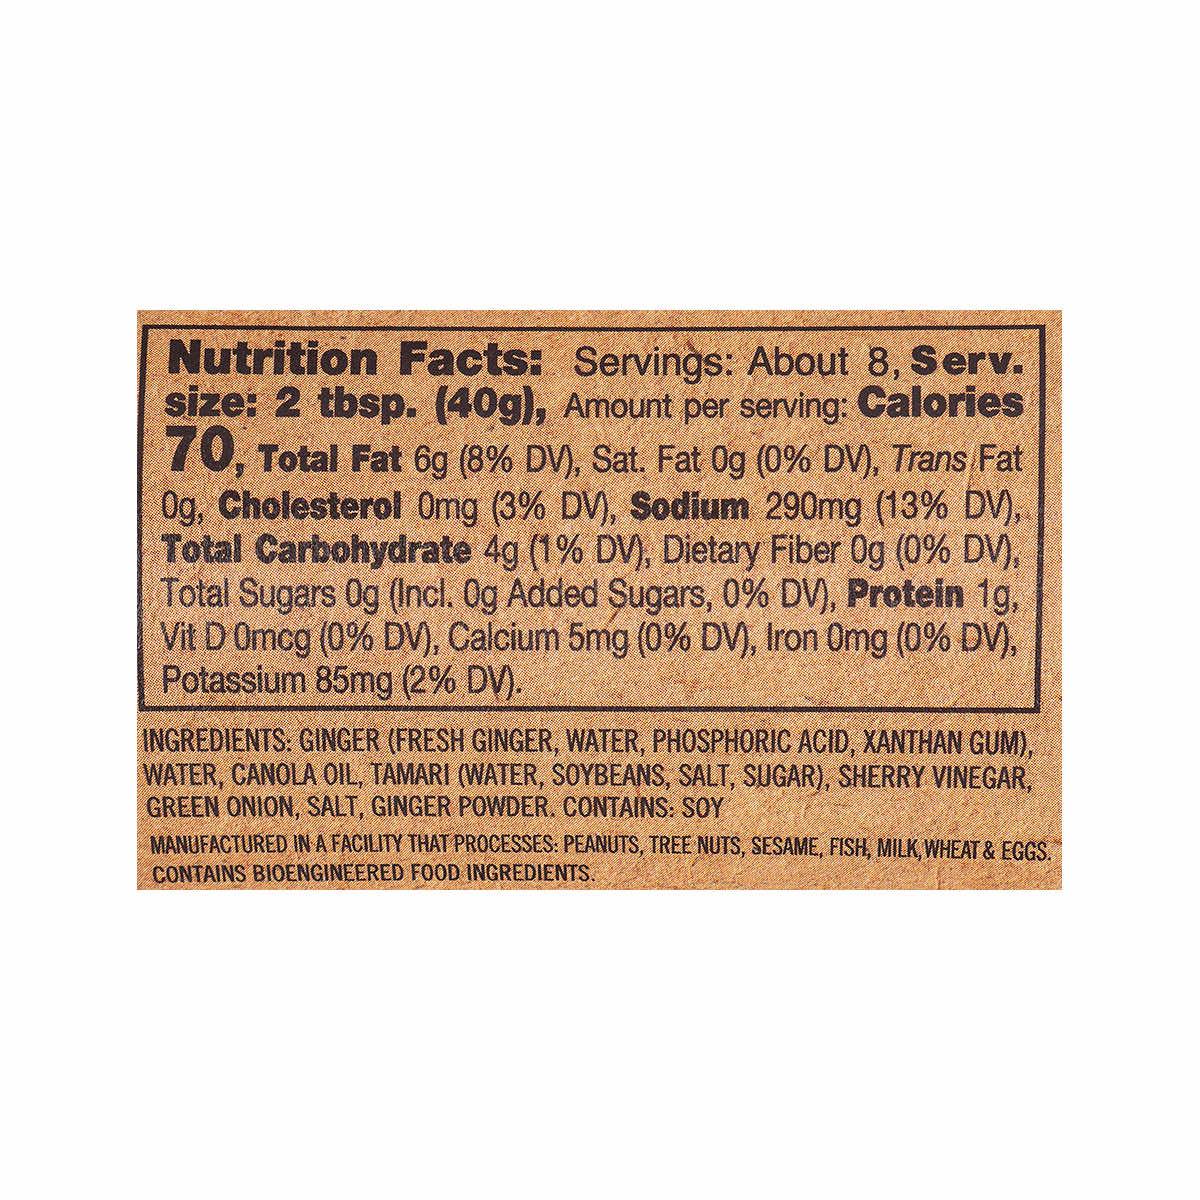 Nutrition Facts: Servings: About 8, Serv.
size: 2 tbsp. (40g), Amount per serving: Calories
70, Total Fat 6g (8% DV), Sat. Fat 0g (0% DV), Trans Fat
0g, Cholesterol 0mg (3% DV), Sodium 290mg (13% DV),
Total Carbohydrate 4g (1% DV), Dietary Fiber 0g (0% DV),
Total Sugars 0g (Incl. 0g Added Sugars, 0% DV), Protein 1g,
Vit D 0mcg (0% DV), Calcium 5mg (0% DV), Iron 0mg (0% DV),
Potassium 85mg (2% DV).
INGREDIENTS: GINGER (FRESH GINGER, WATER, PHOSPHORIC ACID, XANTHAN GUM),
WATER, CANOLA OIL, TAMARI (WATER, SOYBEANS, SALT, SUGAR), SHERRY VINEGAR,
GREEN ONION, SALT, GINGER POWDER. CONTAINS: SOY
MANUFACTURED IN A FACILITY THAT PROCESSES: PEANUTS, TREE NUTS, SESAME, FISH, MILK, WHEAT & EGGS.
CONTAINS BIOENGINEERED FOOD INGREDIENTS.